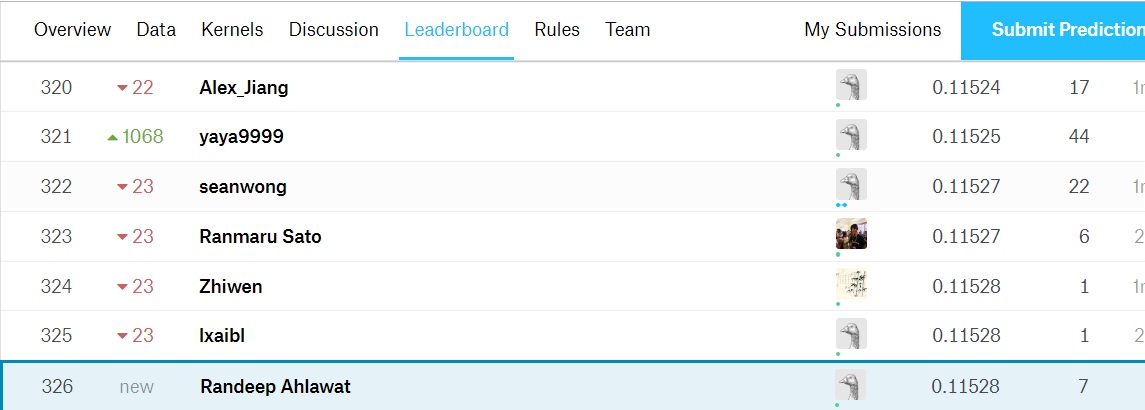 Overview Data Kernels Discussion Leaderboard Rules Team My Submissions Submit Prediction
320 ▼ 22 Alex_Jiang 0.11524 17 1
321 ▲ 1068 yaya9999 0.11525 44
322 ▼ 23 seanwong 0.11527 22 1
323 ▼ 23 Ranmaru Sato 0.11527 6 2
324 ▼ 23 Zhiwen 0.11528 1 1
325 ▼ 23 lxaibl 0.11528 1 2
326 new Randeep Ahlawat 0.11528 7